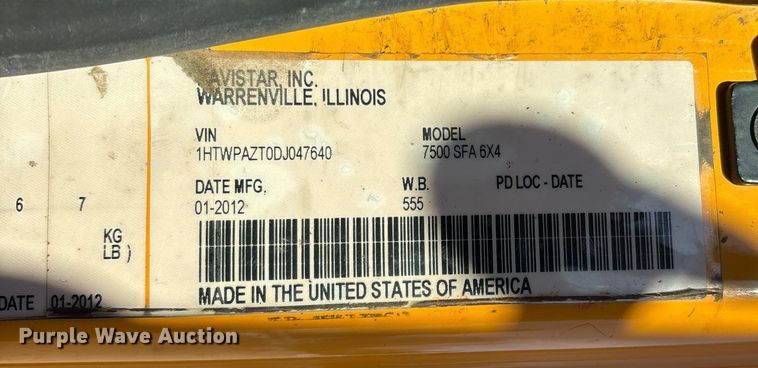 AVISTAR, INC.
WARRENVILLE, ILLINOIS
VIN MODEL
1HTWPAZT0DJ047640 7500 SFA 6X4
DATE MFG. W.B. PD LOC - DATE
01-2012 555
6 7
KG
LB )
MADE IN THE UNITED STATES OF AMERICA
DATE 01-2012
Purple Wave Auction